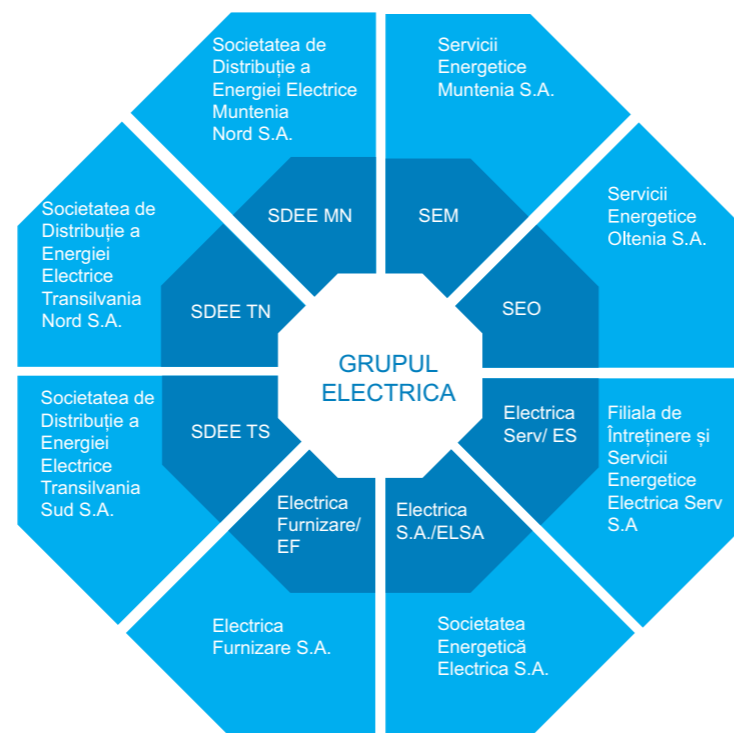 Societatea de
Distribuție a
Energiei Electrice
Muntenia
Nord S.A.
Servicii
Energetice
Muntenia S.A.
SDEE MN
SEM
Societatea de
Distribuție a
Energiei
Electrice
Transilvania
Nord S.A.
Servicii
Energetice
Oltenia S.A.
SDEE TN
SEO
GRUPUL
ELECTRICA
Societatea de
Distribuție a
Energiei
Electrice
Transilvania
Sud S.A.
SDEE TS
Electrica
Serv/ ES
Filiala de
Întreținere și
Servicii
Energetice
Electrica Serv
S.A
Electrica
Furnizare/
EF
Electrica
S.A./ELSA
Electrica
Furnizare S.A.
Societatea
Energetică
Electrica S.A.